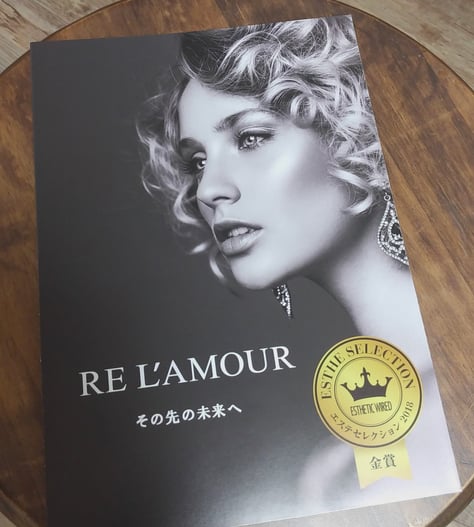 RE L'AMOUR
その先の未来へ
ESTHE SELECTION
ESTHETIC WIRED
エステセレクション 2018
金賞